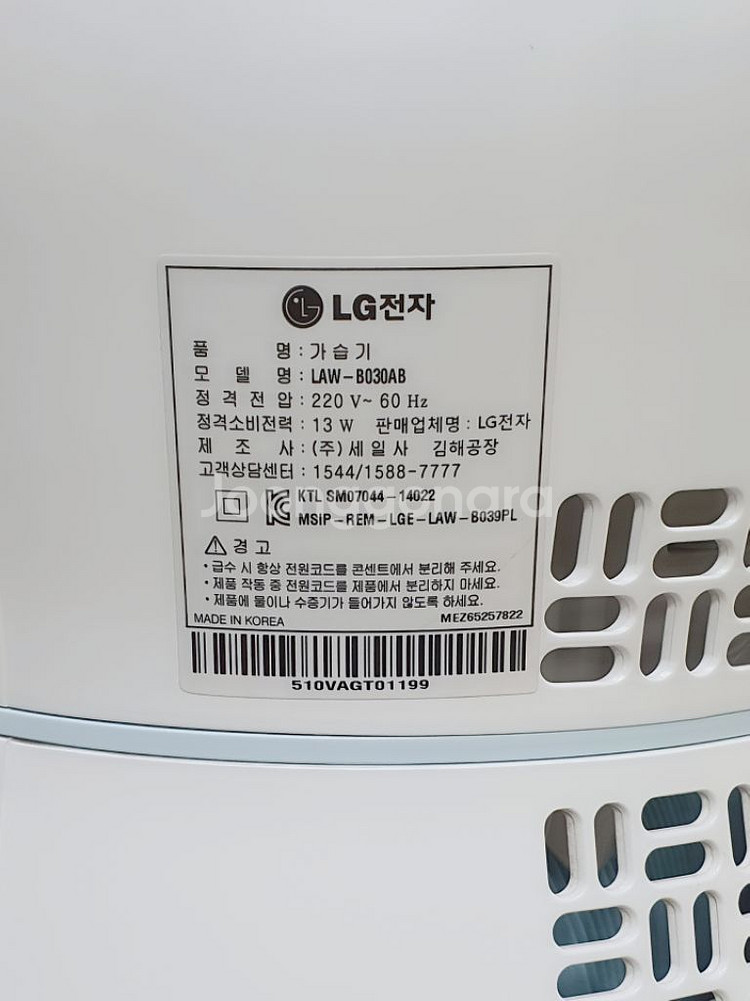 LG전자
품 명 : 가습기
모 델 명 : LAW-B030AB
정 격 전 압 : 220 V~ 60 Hz
정격소비전력 : 13 W 판매업체명 : LG전자
제 조 사 : (주)세일사 김해공장
고객상담센터 : 1544/1588-7777
KTL SM07044-14022
MSIP-REM-LGE-LAW-B039PL
Joonggonara
⚠ 경 고
• 급수 시 항상 전원코드를 콘센트에서 분리해 주세요.
• 제품 작동 중 전원코드를 제품에서 분리하지 마세요.
• 제품에 물이나 수증기가 들어가지 않도록 하세요.
MADE IN KOREA MEZ65257822
510VAGT01199